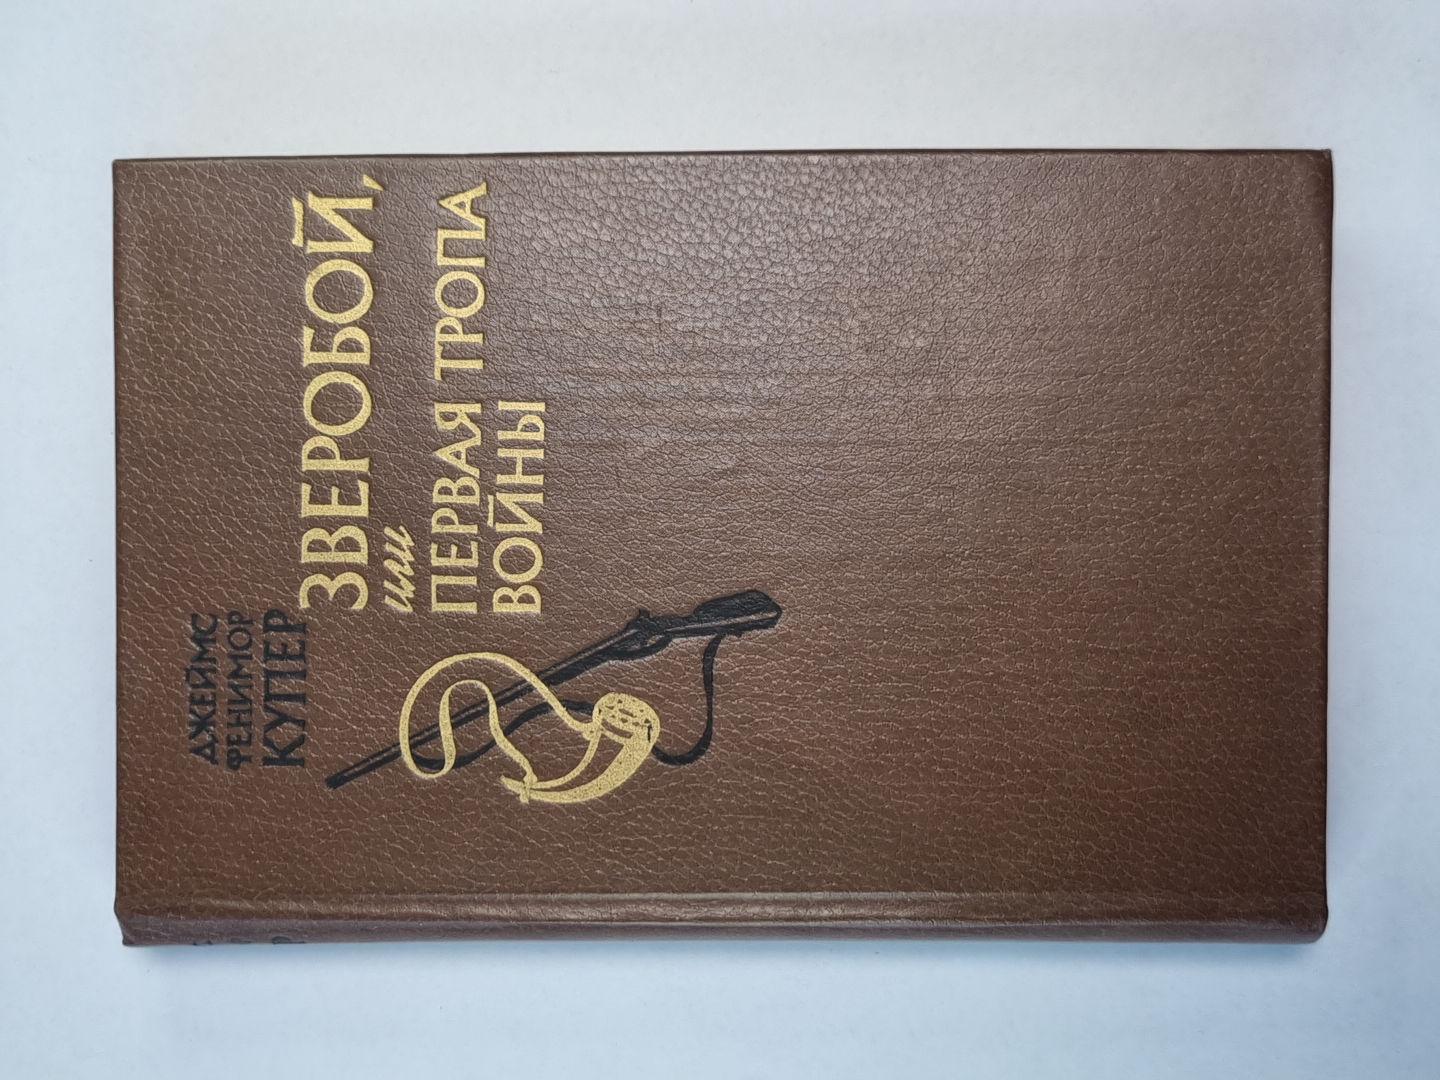 ДЖЕЙМС
ФЕНИМОР
КУПЕР
ЗВЕРОБОЙ,
или
ПЕРВАЯ ТРОПА
ВОЙНЫ